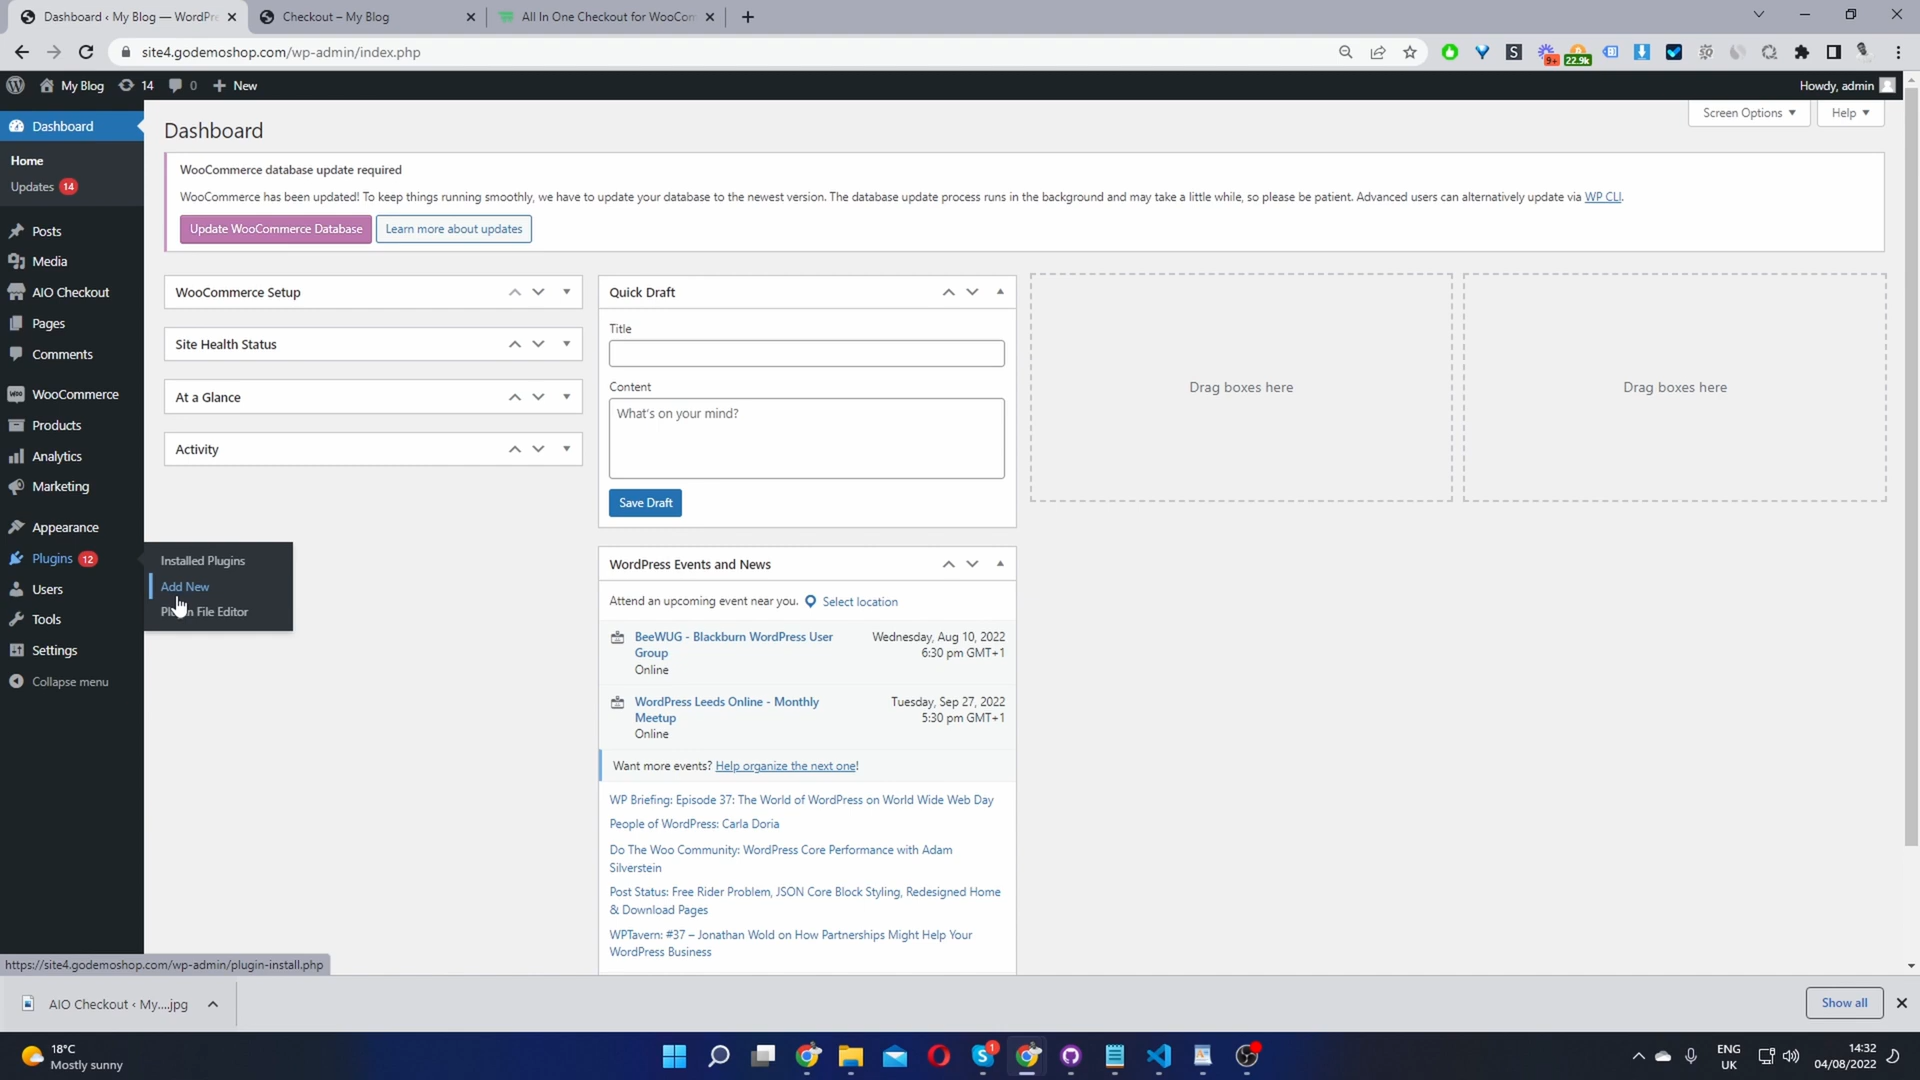 Dashboard ‹ My Blog — WordPre
Checkout – My Blog
All In One Checkout for WooCom
site4.godemoshop.com/wp-admin/index.php
9+
22.9k
My Blog
14
0
New
Howdy, admin
Dashboard
Home
Updates 14
Posts
Media
AIO Checkout
Pages
Comments
WooCommerce
Products
Analytics
Marketing
Appearance
Plugins 12
Users
Tools
Settings
Collapse menu
Installed Plugins
Add New
Plugin File Editor
Screen Options
Help
Dashboard
WooCommerce database update required
WooCommerce has been updated! To keep things running smoothly, we have to update your database to the newest version. The database update process runs in the background and may take a little while, so please be patient. Advanced users can alternatively update via WP CLI.
Update WooCommerce Database
Learn more about updates
WooCommerce Setup
Site Health Status
At a Glance
Activity
Quick Draft
Title
Content
What's on your mind?
Save Draft
Drag boxes here
Drag boxes here
WordPress Events and News
Attend an upcoming event near you. Select location
BeeWUG - Blackburn WordPress User
Group
Online
Wednesday, Aug 10, 2022
6:30 pm GMT+1
WordPress Leeds Online - Monthly
Meetup
Online
Tuesday, Sep 27, 2022
5:30 pm GMT+1
Want more events? Help organize the next one!
WP Briefing: Episode 37: The World of WordPress on World Wide Web Day
People of WordPress: Carla Doria
Do The Woo Community: WordPress Core Performance with Adam
Silverstein
Post Status: Free Rider Problem, JSON Core Block Styling, Redesigned Home
& Download Pages
WPTavern: #37 – Jonathan Wold on How Partnerships Might Help Your
WordPress Business
https://site4.godemoshop.com/wp-admin/plugin-install.php
AIO Checkout ‹ My....jpg
Show all
18°C
Mostly sunny
1
ENG
UK
14:32
04/08/2022